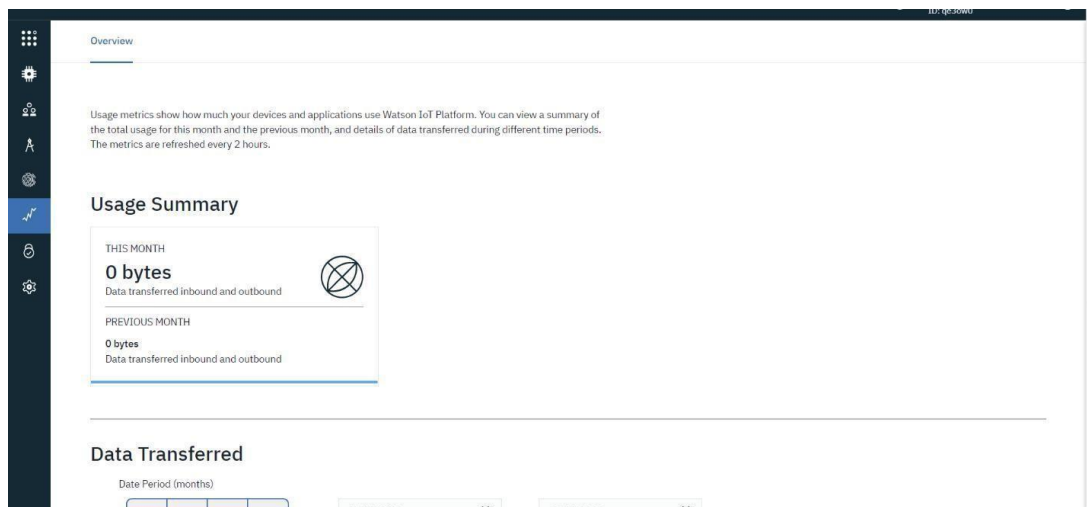 ID: qe3ow0
Overview
Usage metrics show how much your devices and applications use Watson IoT Platform. You can view a summary of
the total usage for this month and the previous month, and details of data transferred during different time periods.
The metrics are refreshed every 2 hours.
Usage Summary
THIS MONTH
0 bytes
Data transferred inbound and outbound
PREVIOUS MONTH
0 bytes
Data transferred inbound and outbound
Data Transferred
Date Period (months)